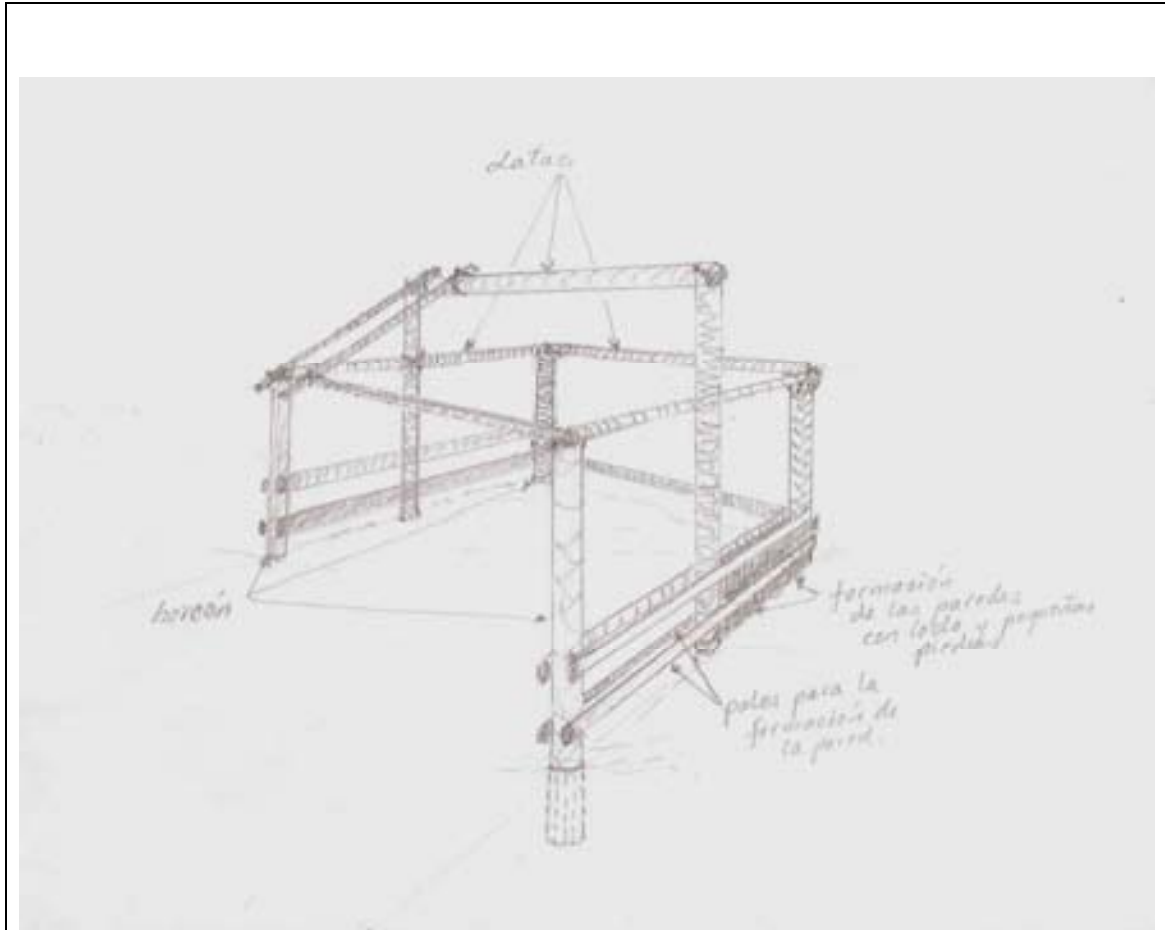 latas
horcón
formación
de las paredes
con lodo y pequeñas
piedras
palos para la
formación de
la pared.